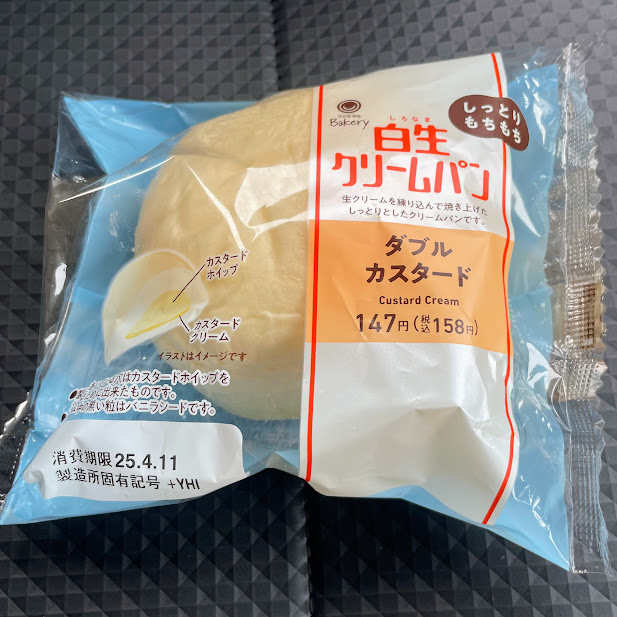 ファミマル
Bakery
しっとり
もちもち
しろなま
白生
クリームパン
生クリームを練り込んで焼き上げた
しっとりとしたクリームパンです。
ダブル
カスタード
Custard Cream
147円(税込158円)
カスタード
ホイップ
カスタード
クリーム
イラストはイメージです
はカスタードホイップを
に出来たものです。
の黒い粒はバニラシードです。
消費期限 25.4.11
製造所固有記号 +YHI